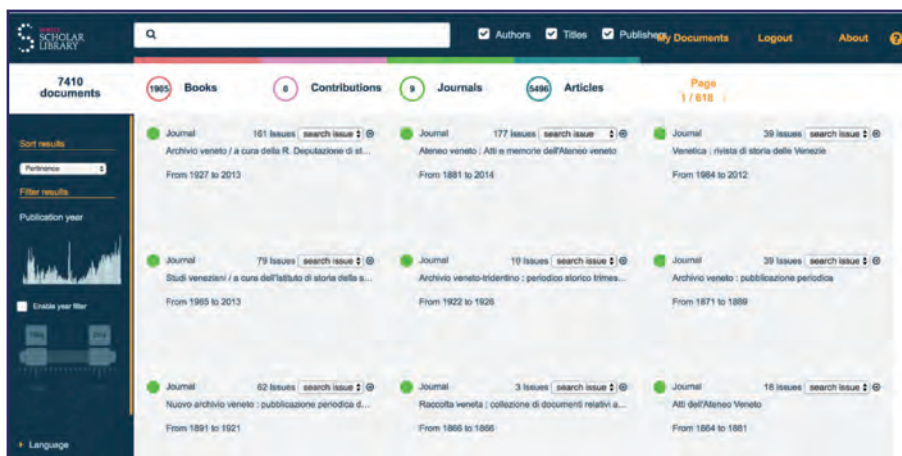 SCHOLAR
LIBRARY
Authors Titles Publishers
My Documents Logout About ?
7410
documents
1905 Books
0 Contributions
9 Journals
5496 Articles
Page
1 / 618
Sort results
Pertinence
Filter results
Publication year
Enable year filter
Language
Journal 161 Issues search issue
Archivio veneto / a cura della R. Deputazione di st...
From 1927 to 2013
Journal 177 Issues search issue
Ateneo veneto : Atti e memorie dell'Ateneo veneto
From 1881 to 2014
Journal 39 Issues search issue
Venetica : rivista di storia delle Venezie
From 1984 to 2012
Journal 79 Issues search issue
Studi veneziani / a cura dell'Istituto di storia della s...
From 1965 to 2013
Journal 10 Issues search issue
Archivio veneto-tridentino : periodico storico trimes...
From 1922 to 1926
Journal 39 Issues search issue
Archivio veneto : pubblicazione periodica
From 1871 to 1889
Journal 62 Issues search issue
Nuovo archivio veneto : pubblicazione periodica d...
From 1891 to 1921
Journal 3 Issues search issue
Raccolta veneta : collezione di documenti relativi a...
From 1866 to 1866
Journal 18 Issues search issue
Atti dell'Ateneo Veneto
From 1864 to 1881